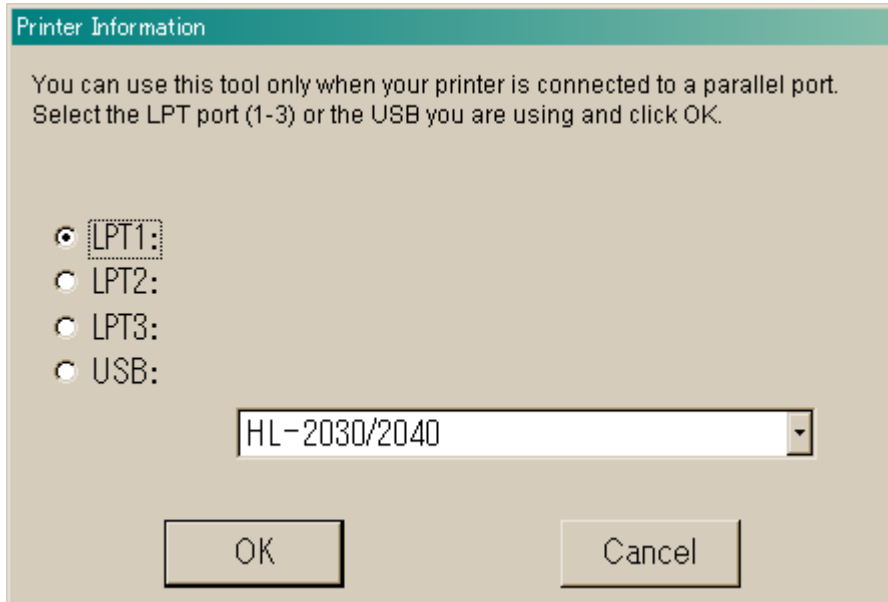 Printer Information
You can use this tool only when your printer is connected to a parallel port.
Select the LPT port (1-3) or the USB you are using and click OK.
LPT1:
LPT2:
LPT3:
USB:
HL-2030/2040
OK Cancel